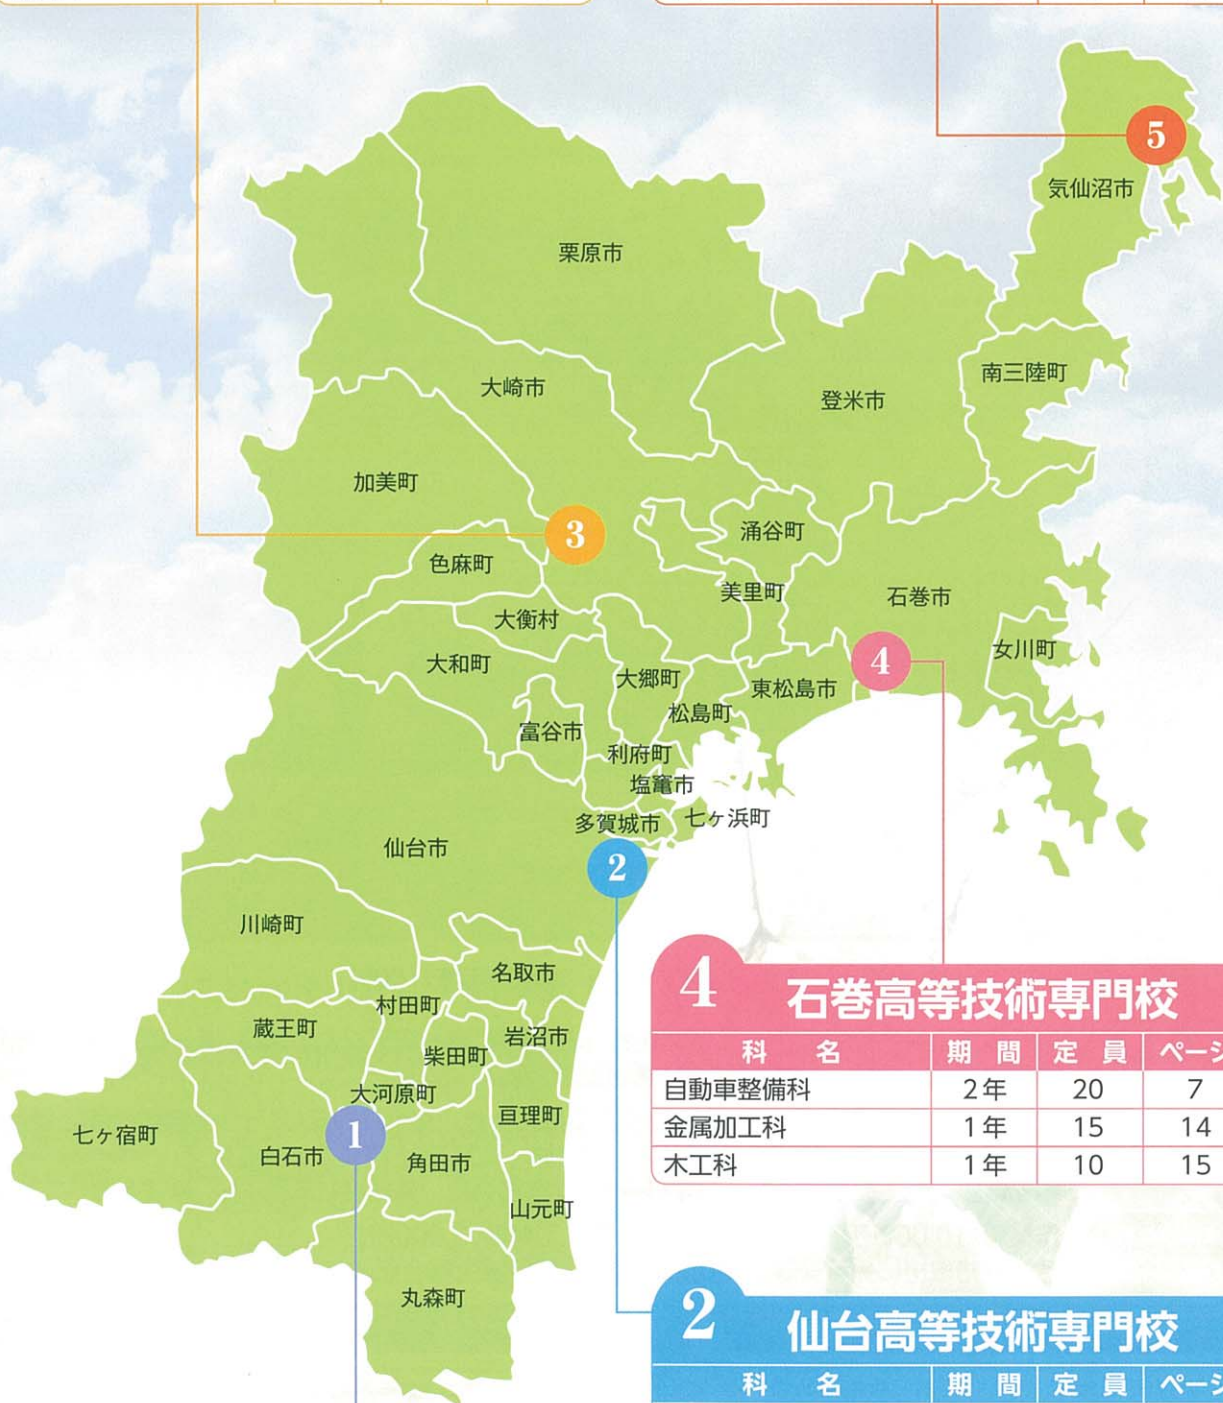 5
気仙沼市
栗原市
南三陸町
大崎市
登米市
加美町
涌谷町
3
色麻町
美里町
石巻市
大衡村
女川町
大和町
4
大郷町
東松島市
松島町
富谷市
利府町
塩竃市
七ヶ浜町
多賀城市
仙台市
2
川崎町
名取市
村田町
蔵王町
岩沼市
柴田町
大河原町
亘理町
七ヶ宿町
1
白石市
角田市
山元町
丸森町
4 石巻高等技術専門校
科 名 期 間 定 員 ページ
自動車整備科 2年 20 7
金属加工科 1年 15 14
木工科 1年 10 15
2 仙台高等技術専門校
科 名 期 間 定 員 ページ